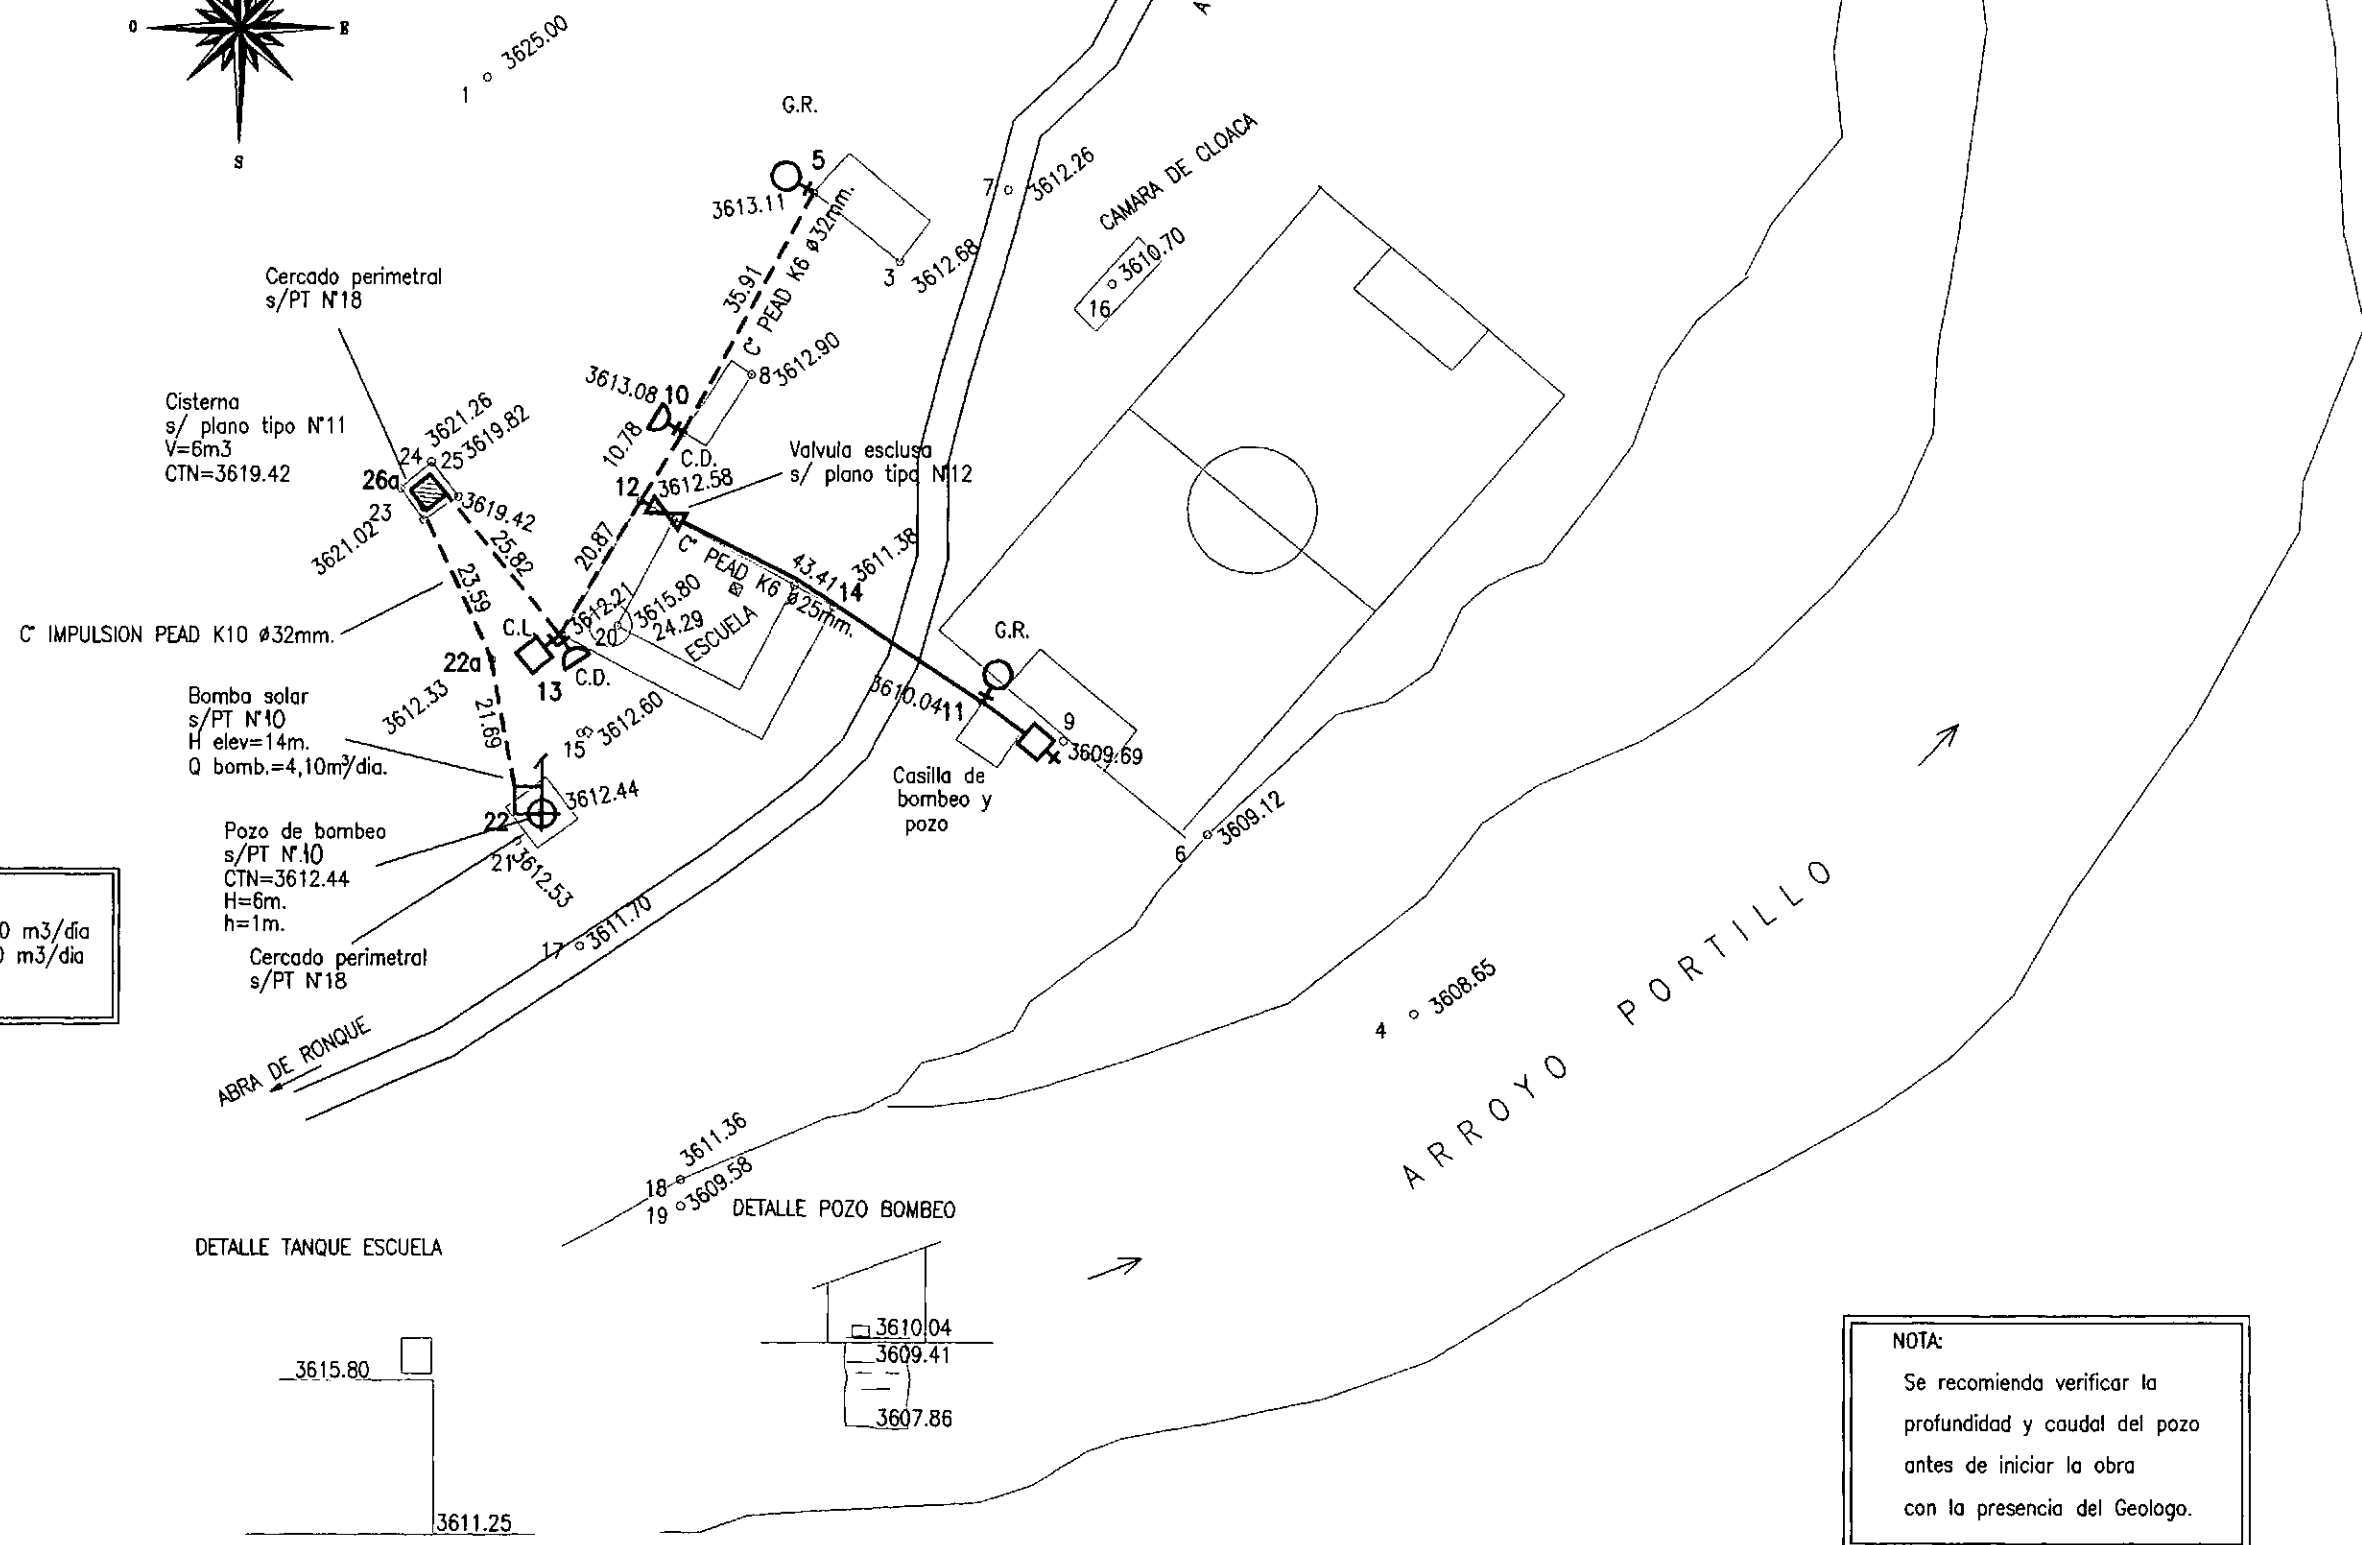 O
E
S
A
1
3625.00
G.R.
5
3613.11
7
3612.26
CAMARA DE CLOACA
3610.70
16
3
3612.68
35.91
C° PEAD K6 ø32mm.
Cercado perimetral
s/PT N°18
Cisterna
s/ plano tipo N°11
V=6m3
CTN=3619.42
3613.08
10
8
3612.90
10.78
C.D.
Valvula esclusa
s/ plano tipo N°12
24
3621.26
25
3619.82
26a
23
3619.42
3621.02
12
3612.58
25.82
20.87
23.59
C° PEAD K6 ø25mm.
43.41
14
3611.38
C° IMPULSION PEAD K10 ø32mm.
C.L.
3612.21
20
3615.80
24.29
ESCUELA
22a
13
C.D.
3612.33
21.69
G.R.
3610.04
11
9
3609.69
Bomba solar
s/PT N°10
H elev=14m.
Q bomb.=4,10m³/dia.
15
3612.60
Casilla de
bombeo y
pozo
3612.44
22
21
3612.53
Pozo de bombeo
s/PT N°10
CTN=3612.44
H=6m.
h=1m.
6
3609.12
0 m3/dia
0 m3/dia
Cercado perimetral
s/PT N°18
17
3611.70
ABRA DE RONQUE
4
3608.65
ARROYO PORTILLO
18
3611.36
19
3609.58
DETALLE POZO BOMBEO
DETALLE TANQUE ESCUELA
3610.04
3609.41
3607.86
3615.80
3611.25
NOTA:
Se recomienda verificar la
profundidad y caudal del pozo
antes de iniciar la obra
con la presencia del Geologo.